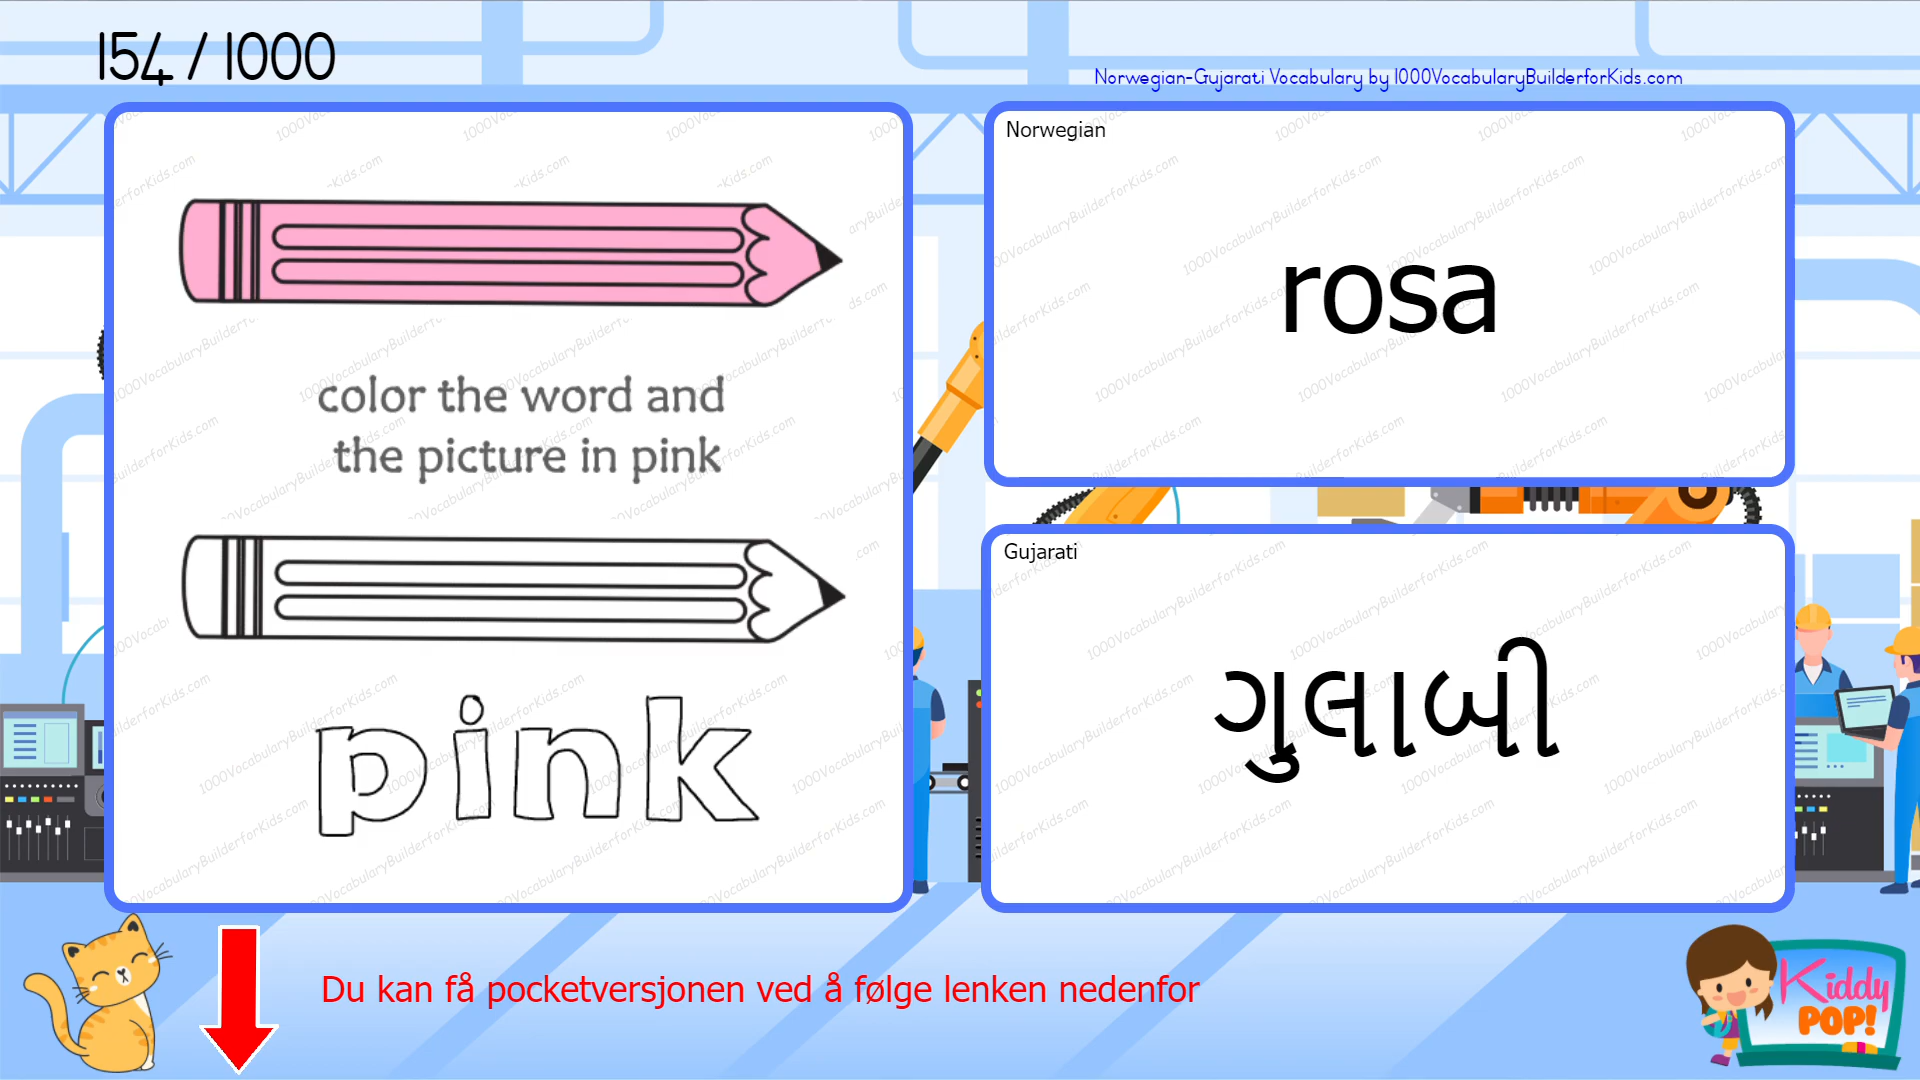 154 / 1000
Norwegian-Gujarati Vocabulary by 1000VocabularyBuilderforKids.com
color the word and
the picture in pink
pink
Norwegian
rosa
Gujarati
ગુલાબી
Du kan få pocketversjonen ved å følge lenken nedenfor
Kiddy
POP!